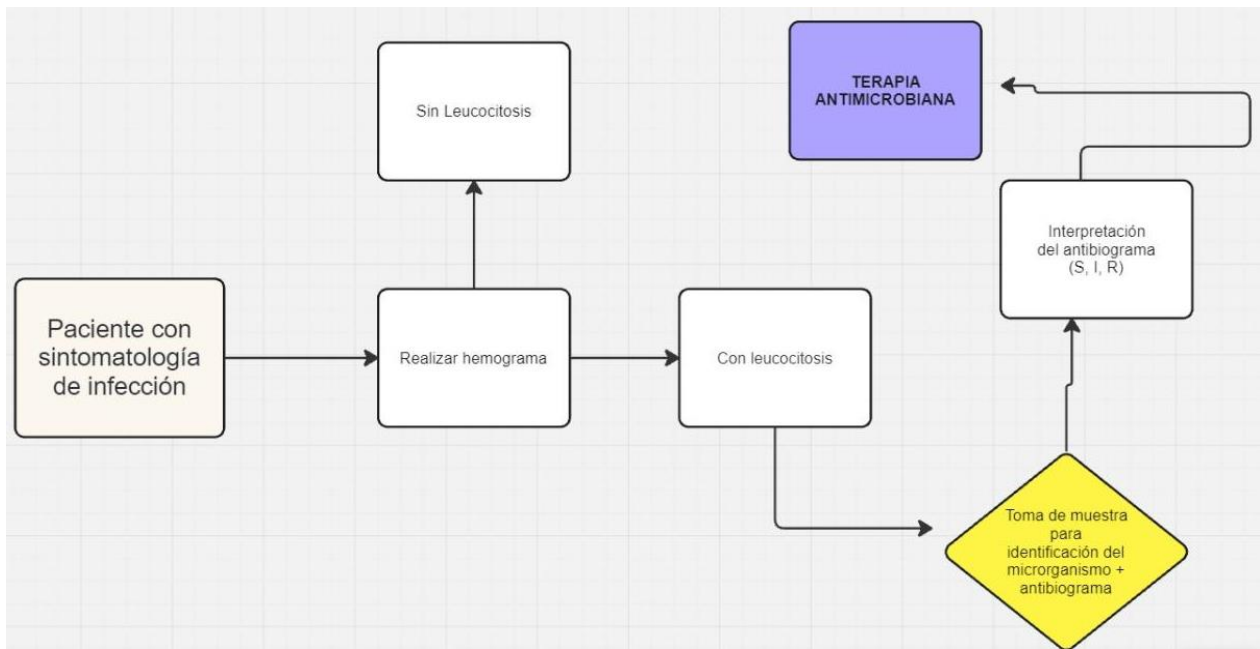 Paciente con
sintomatología
de infección
Realizar hemograma
Sin Leucocitosis
Con leucocitosis
Toma de muestra
para
identificación del
microrganismo +
antibiograma
Interpretación
del antibiograma
(S, I, R)
TERAPIA
ANTIMICROBIANA